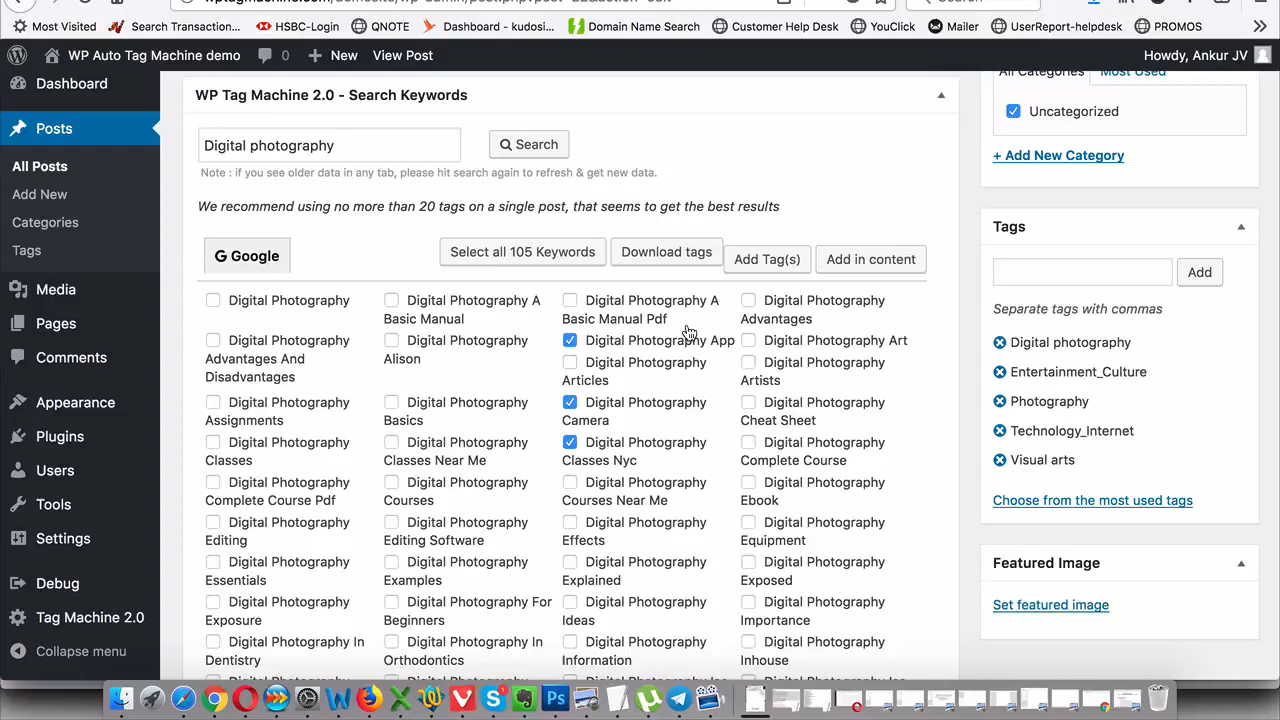 Most Visited Search Transaction... HSBC-Login QNOTE Dashboard - kudosi... Domain Name Search Customer Help Desk YouClick Mailer UserReport-helpdesk PROMOS
WP Auto Tag Machine demo 0 New View Post Howdy, Ankur JV
Dashboard
Posts
All Posts
Add New
Categories
Tags
Media
Pages
Comments
Appearance
Plugins
Users
Tools
Settings
Debug
Tag Machine 2.0
Collapse menu
WP Tag Machine 2.0 - Search Keywords
Digital photography Search
Note : if you see older data in any tab, please hit search again to refresh & get new data.
We recommend using no more than 20 tags on a single post, that seems to get the best results
Google Select all 105 Keywords Download tags Add Tag(s) Add in content
Digital Photography Digital Photography A Digital Photography A Digital Photography
Basic Manual Basic Manual Pdf Advantages
Digital Photography Digital Photography Digital Photography App Digital Photography Art
Advantages And Alison Digital Photography Digital Photography
Disadvantages Articles Artists
Digital Photography Digital Photography Digital Photography Digital Photography
Assignments Basics Camera Cheat Sheet
Digital Photography Digital Photography Digital Photography Digital Photography
Classes Classes Near Me Classes Nyc Complete Course
Digital Photography Digital Photography Digital Photography Digital Photography
Complete Course Pdf Courses Courses Near Me Ebook
Digital Photography Digital Photography Digital Photography Digital Photography
Editing Editing Software Effects Equipment
Digital Photography Digital Photography Digital Photography Digital Photography
Essentials Examples Explained Exposed
Digital Photography Digital Photography For Digital Photography Digital Photography
Exposure Beginners Ideas Importance
Digital Photography In Digital Photography In Digital Photography Digital Photography
Dentistry Orthodontics Information Inhouse
All Categories Most Used
Uncategorized
+ Add New Category
Tags
Add
Separate tags with commas
Digital photography
Entertainment_Culture
Photography
Technology_Internet
Visual arts
Choose from the most used tags
Featured Image
Set featured image